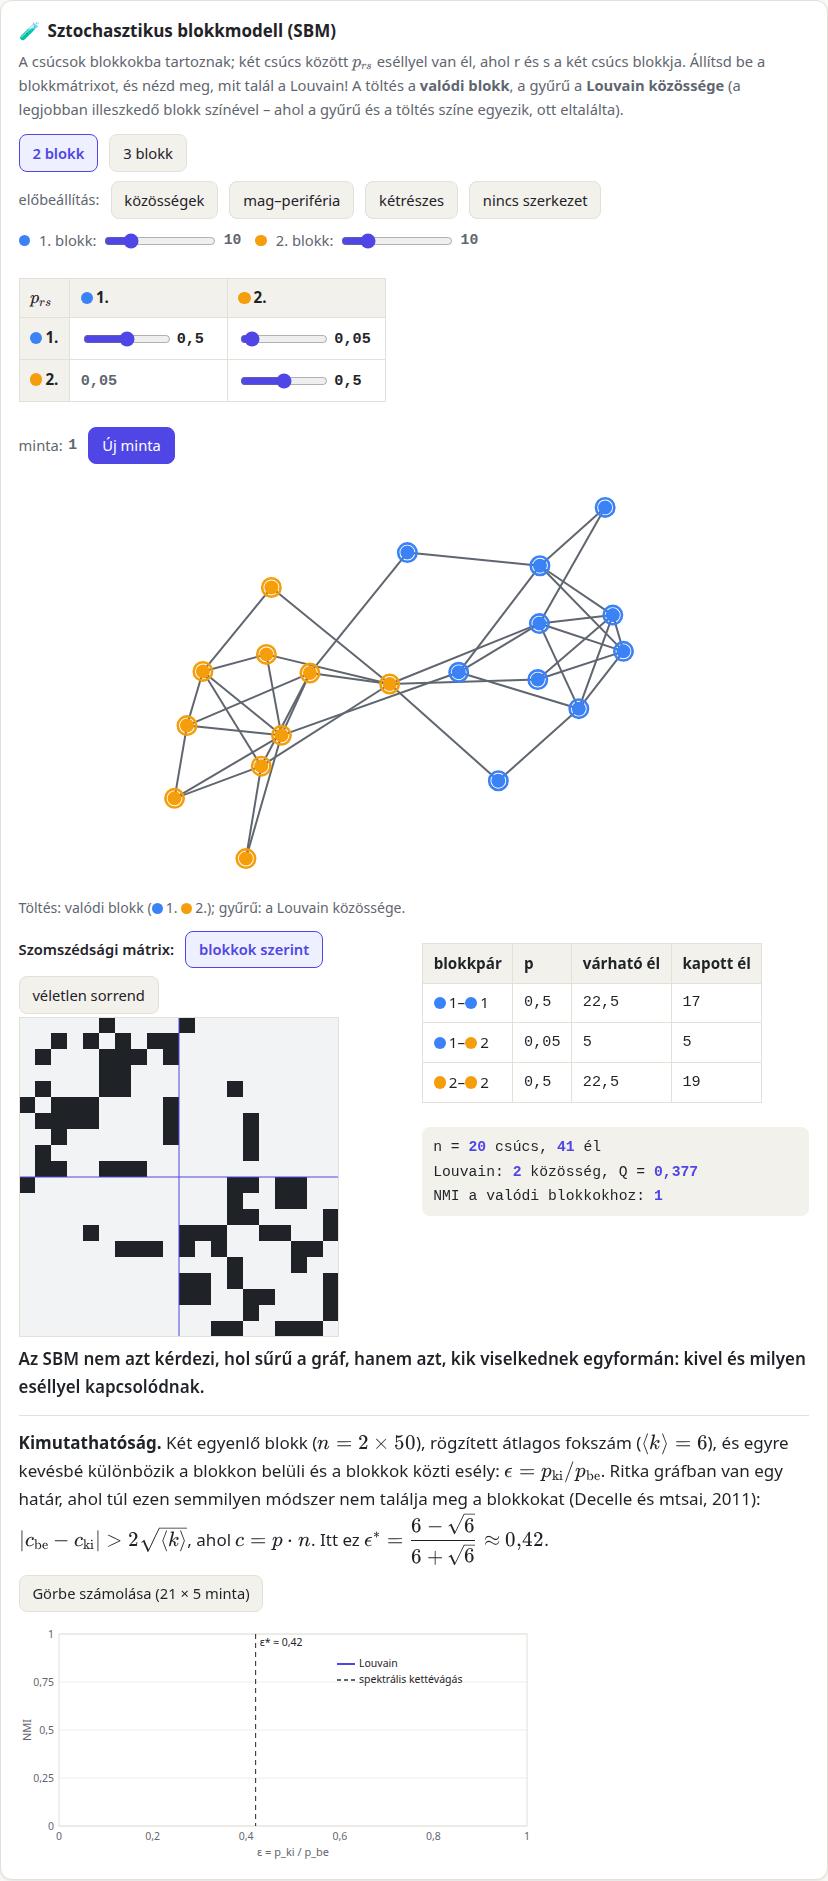 🧪 Sztochasztikus blokkmodell (SBM)
A csúcsok blokkokba tartoznak; két csúcs között p_rs eséllyel van él, ahol r és s a két csúcs blokkja. Állítsd be a
blokkmátrixot, és nézd meg, mit talál a Louvain! A töltés a valódi blokk, a gyűrű a Louvain közössége (a
legjobban illeszkedő blokk színével – ahol a gyűrű és a töltés színe egyezik, ott eltalálta).
2 blokk 3 blokk
előbeállítás: közösségek mag–periféria kétrészes nincs szerkezet
1. blokk: 10 2. blokk: 10
p_rs 1. 2.
1. 0,5 0,05
2. 0,05 0,5
minta: 1 Új minta
Töltés: valódi blokk (1. 2.); gyűrű: a Louvain közössége.
Szomszédsági mátrix: blokkok szerint
véletlen sorrend
blokkpár p várható él kapott él
1–1 0,5 22,5 17
1–2 0,05 5 5
2–2 0,5 22,5 19
n = 20 csúcs, 41 él
Louvain: 2 közösség, Q = 0,377
NMI a valódi blokkokhoz: 1
Az SBM nem azt kérdezi, hol sűrű a gráf, hanem azt, kik viselkednek egyformán: kivel és milyen
eséllyel kapcsolódnak.
Kimutathatóság. Két egyenlő blokk (n = 2 × 50), rögzített átlagos fokszám (⟨k⟩ = 6), és egyre
kevésbé különbözik a blokkon belüli és a blokkok közti esély: ϵ = p_ki/p_be. Ritka gráfban van egy
határ, ahol túl ezen semmilyen módszer nem találja meg a blokkokat (Decelle és mtsai, 2011):
|c_be − c_ki| > 2√⟨k⟩, ahol c = p · n. Itt ez ϵ* = (6 − √6)/(6 + √6) ≈ 0,42.
Görbe számolása (21 × 5 minta)
1
ε* = 0,42
Louvain
spektrális kettévágás
0,75
0,5
0,25
0
NMI
0 0,2 0,4 0,6 0,8 1
ε = p_ki / p_be